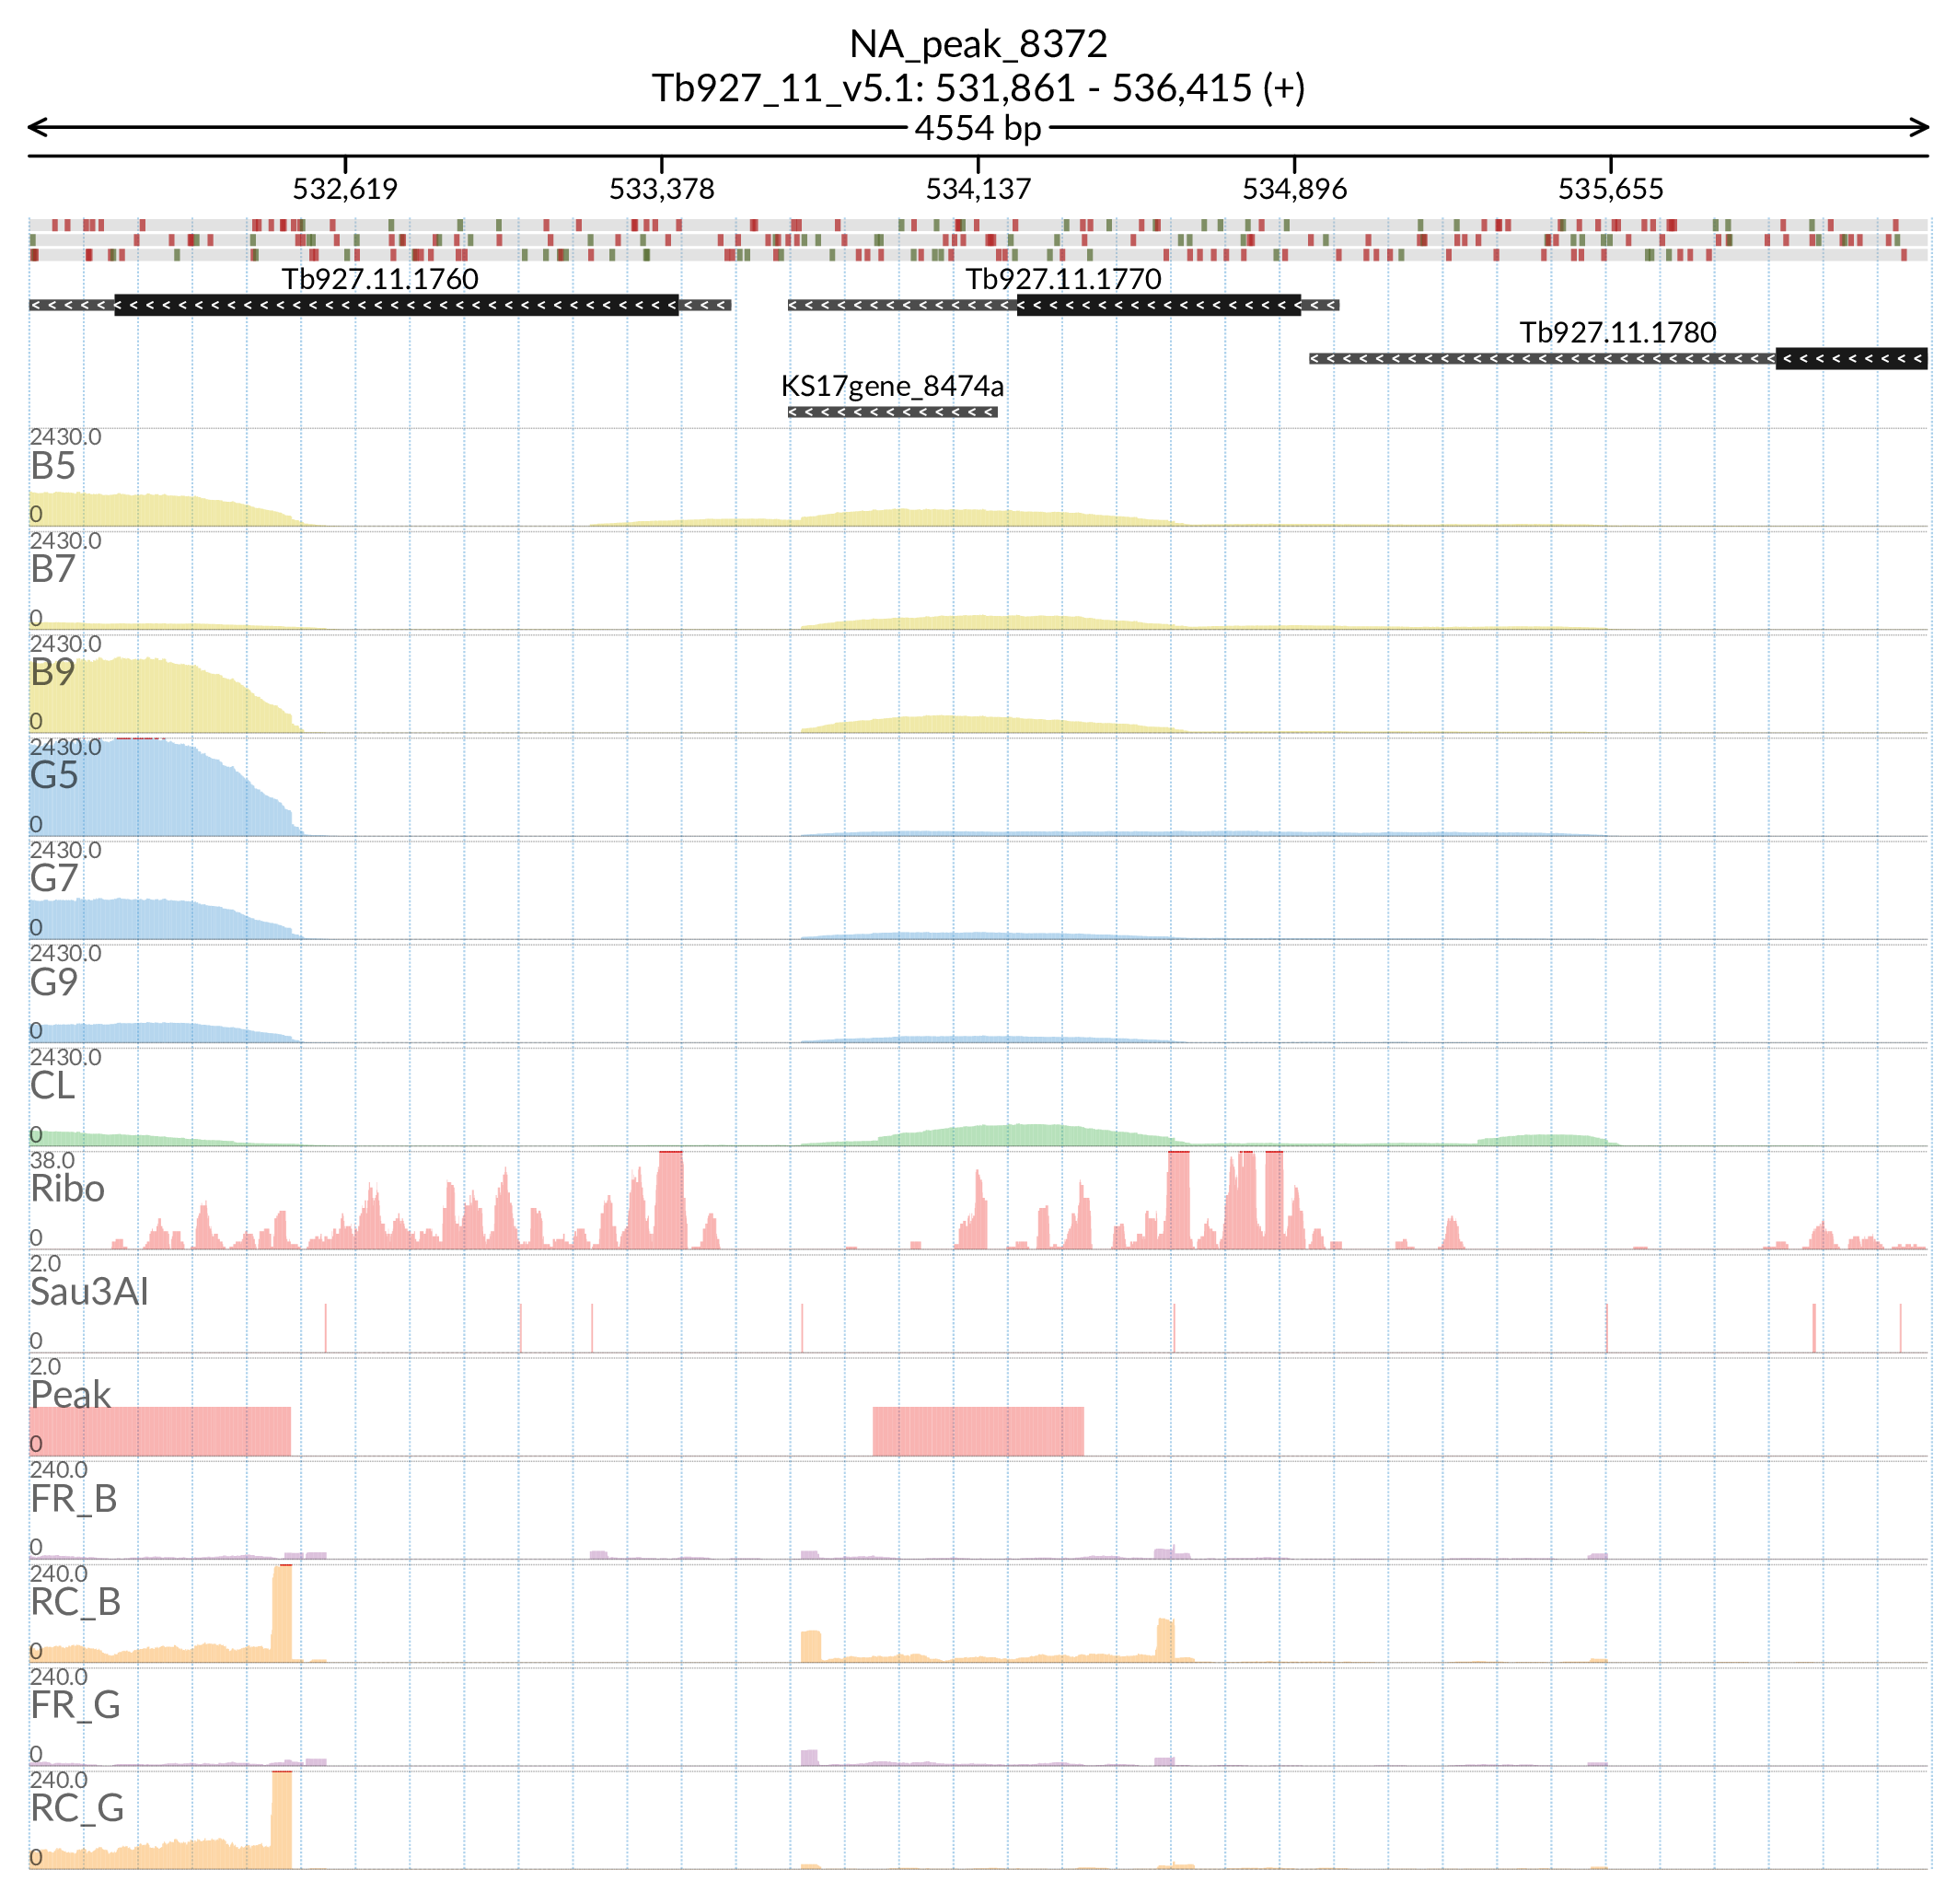 NA_peak_8372
Tb927_11_v5.1: 531,861 - 536,415 (+)
4554 bp
532,619 533,378 534,137 534,896 535,655
Tb927.11.1760 Tb927.11.1770
Tb927.11.1780
KS17gene_8474a
2430.0
B5
0
2430.0
B7
0
2430.0
B9
0
2430.0
G5
0
2430.0
G7
0
2430.0
G9
0
2430.0
CL
0
38.0
Ribo
0
2.0
Sau3AI
0
2.0
Peak
0
240.0
FR_B
0
240.0
RC_B
0
240.0
FR_G
0
240.0
RC_G
0